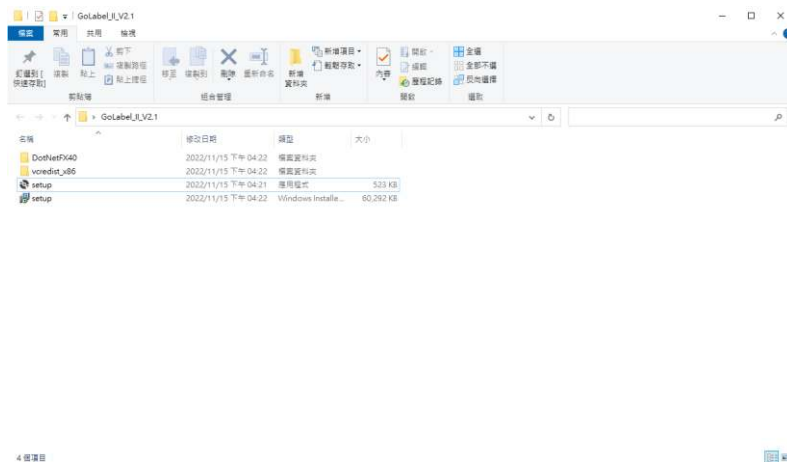 GoLabel_II_V2.1
檔案 常用 共用 檢視
釘選到 [快速存取]
複製
貼上
剪下
複製路徑
貼上捷徑
剪貼簿
移至
複製到
刪除
重新命名
組合管理
新增資料夾
新增項目
輕鬆存取
新增
內容
開啟
編輯
歷程記錄
開啟
全選
全部不選
反向選擇
選取
GoLabel_II_V2.1
名稱 修改日期 類型 大小
DotNetFX40 2022/11/15 下午 04:22 檔案資料夾
vcredist_x86 2022/11/15 下午 04:22 檔案資料夾
setup 2022/11/15 下午 04:21 應用程式 523 KB
setup 2022/11/15 下午 04:22 Windows Installe... 60,292 KB
4 個項目